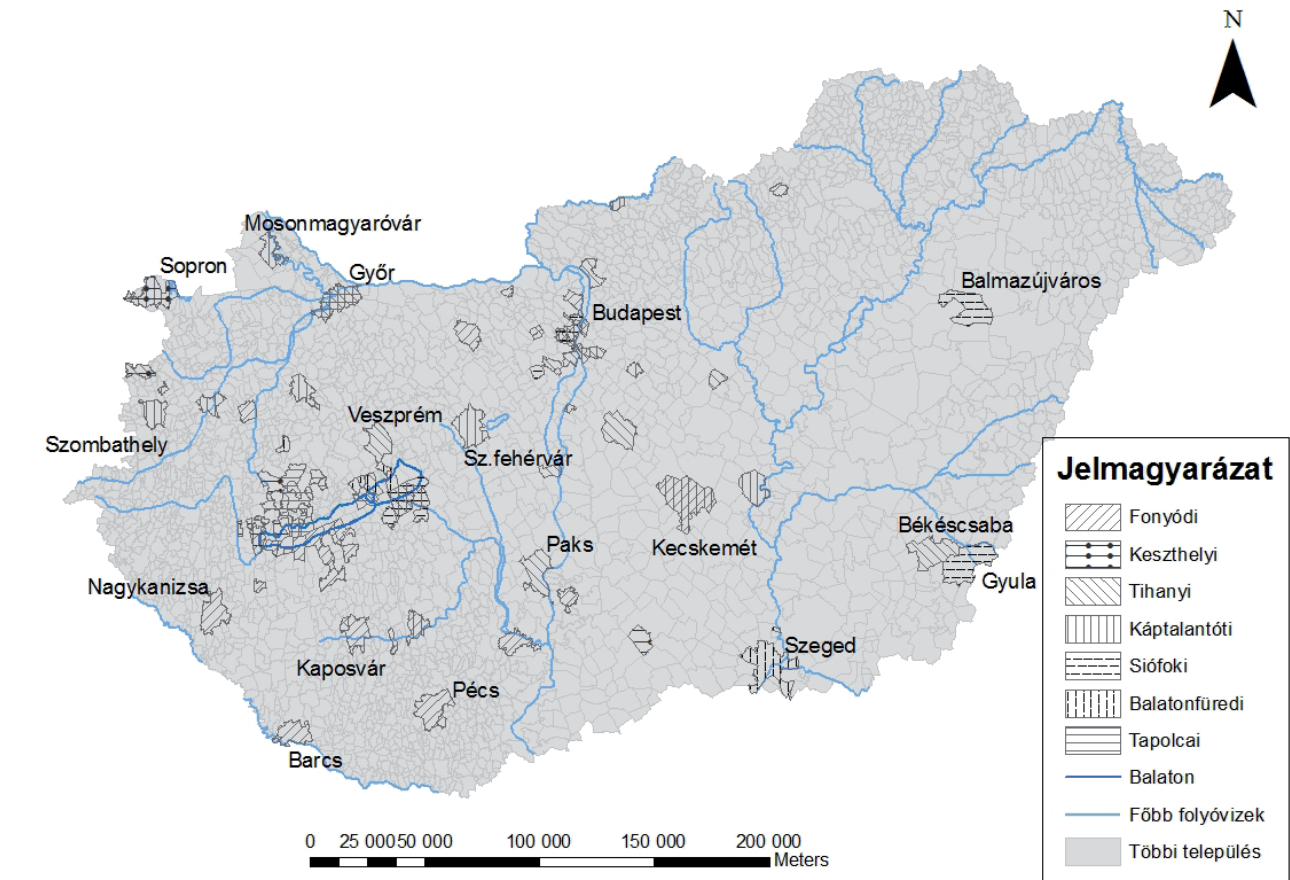 N
Mosonmagyaróvár
Sopron
Győr
Balmazújváros
Budapest
Veszprém
Szombathely
Sz.fehérvár
Jelmagyarázat
Fonyódi
Keszthelyi
Tihanyi
Káptalantóti
Siófoki
Balatonfüredi
Tapolcai
Balaton
Főbb folyóvizek
Többi település
Békéscsaba
Paks
Kecskemét
Gyula
Nagykanizsa
Szeged
Kaposvár
Pécs
Barcs
0 25 00050 000 100 000 150 000 200 000
Meters